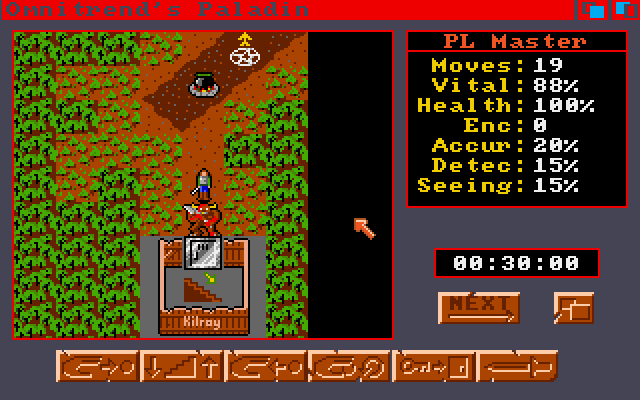 Omnitrend's Paladin
PL Master
Moves: 19
Vital: 88%
Health: 100%
Enc: 0
Accur: 20%
Detec: 15%
Seeing: 15%
00:30:00
NEXT
Kilroy